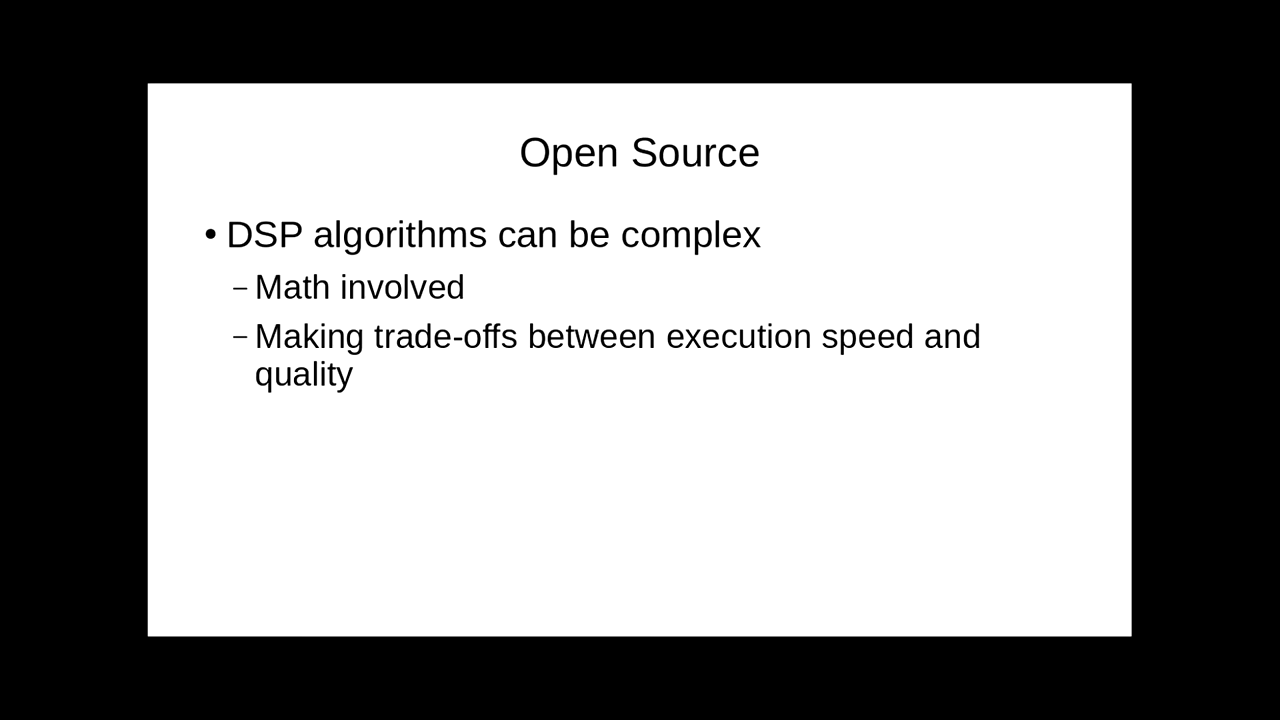 Open Source
• DSP algorithms can be complex
– Math involved
– Making trade-offs between execution speed and
quality